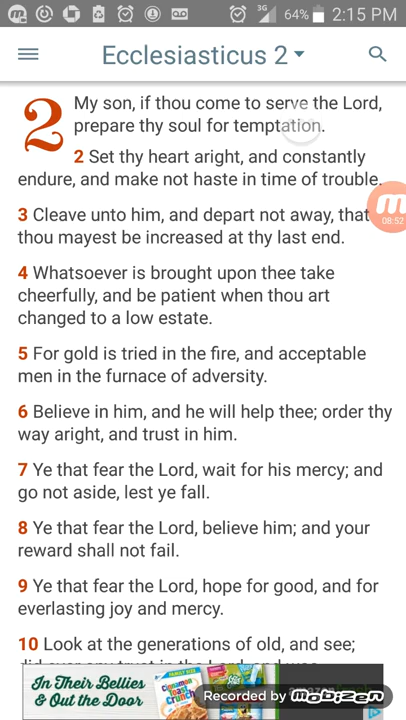 3G 64% 2:15 PM
Ecclesiasticus 2
2 My son, if thou come to serve the Lord,
prepare thy soul for temptation.
2 Set thy heart aright, and constantly
endure, and make not haste in time of trouble.
3 Cleave unto him, and depart not away, that
thou mayest be increased at thy last end.
08:52
4 Whatsoever is brought upon thee take
cheerfully, and be patient when thou art
changed to a low estate.
5 For gold is tried in the fire, and acceptable
men in the furnace of adversity.
6 Believe in him, and he will help thee; order thy
way aright, and trust in him.
7 Ye that fear the Lord, wait for his mercy; and
go not aside, lest ye fall.
8 Ye that fear the Lord, believe him; and your
reward shall not fail.
9 Ye that fear the Lord, hope for good, and for
everlasting joy and mercy.
10 Look at the generations of old, and see;
In Their Bellies
& Out the Door
Cinnamon
Toast
Crunch
Recorded by mobizen